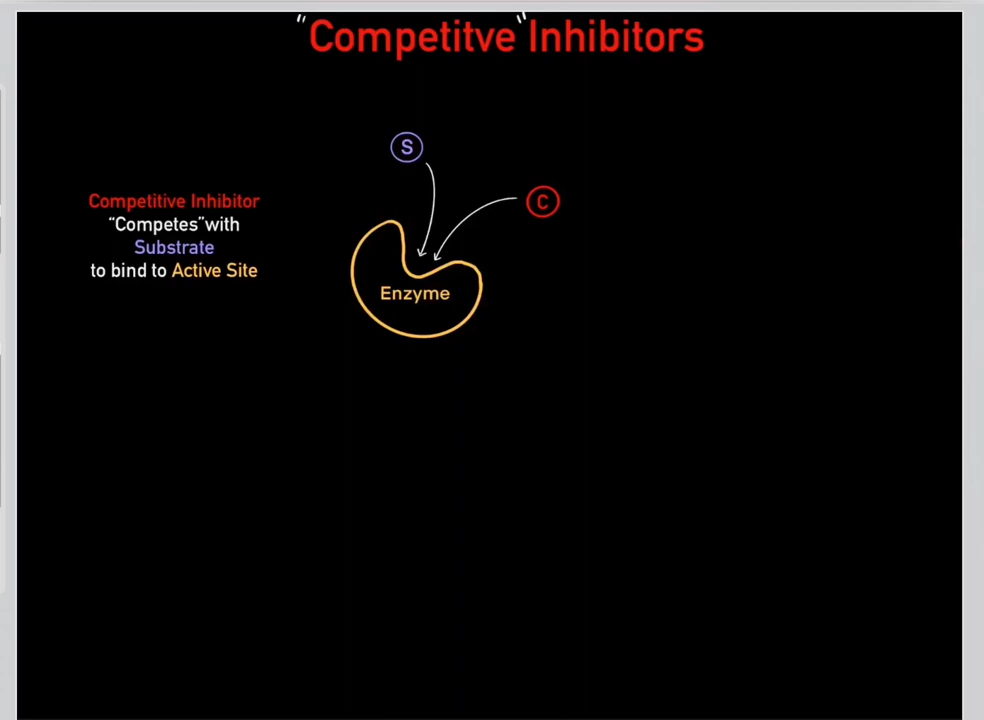 "Competitve"Inhibitors
S
C
Competitive Inhibitor
"Competes"with
Substrate
to bind to Active Site
Enzyme